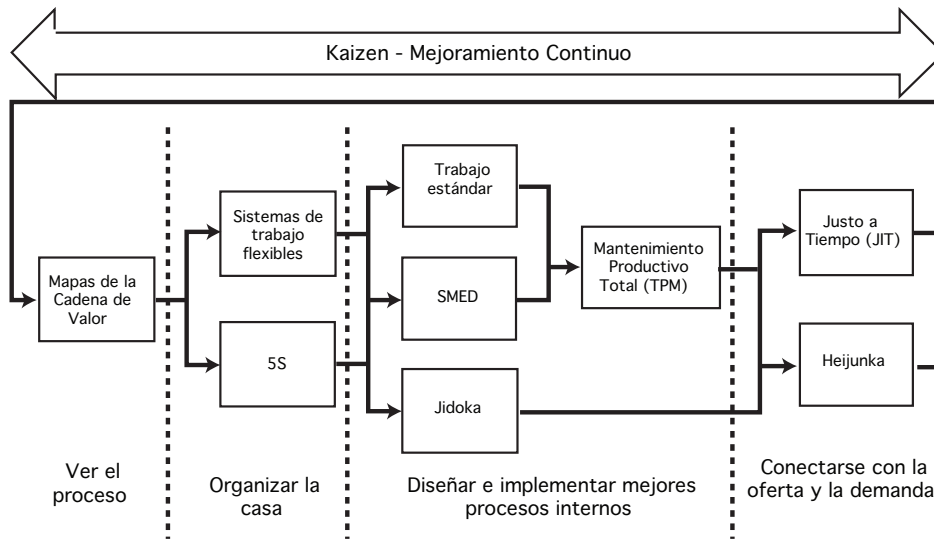 Kaizen - Mejoramiento Continuo
Mapas de la
Cadena de
Valor
Sistemas de
trabajo
flexibles
5S
Trabajo
estándar
SMED
Jidoka
Mantenimiento
Productivo
Total (TPM)
Justo a
Tiempo (JIT)
Heijunka
Ver el
proceso
Organizar la
casa
Diseñar e implementar mejores
procesos internos
Conectarse con la
oferta y la demanda